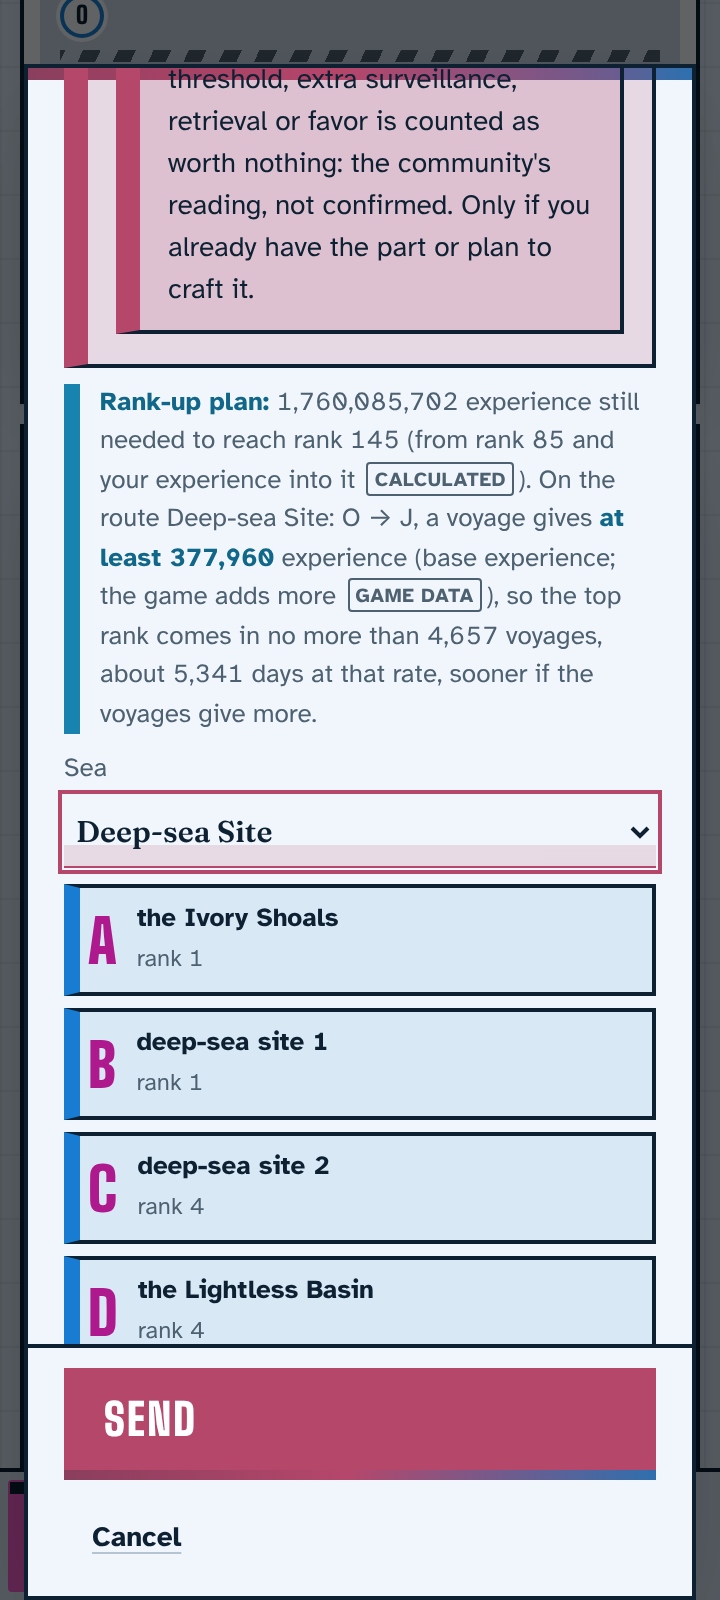 0
threshold, extra surveillance,
retrieval or favor is counted as
worth nothing: the community's
reading, not confirmed. Only if you
already have the part or plan to
craft it.
Rank-up plan: 1,760,085,702 experience still
needed to reach rank 145 (from rank 85 and
your experience into it CALCULATED ). On the
route Deep-sea Site: O → J, a voyage gives at
least 377,960 experience (base experience;
the game adds more GAME DATA ), so the top
rank comes in no more than 4,657 voyages,
about 5,341 days at that rate, sooner if the
voyages give more.
Sea
Deep-sea Site
A the Ivory Shoals
rank 1
B deep-sea site 1
rank 1
C deep-sea site 2
rank 4
D the Lightless Basin
rank 4
SEND
Cancel